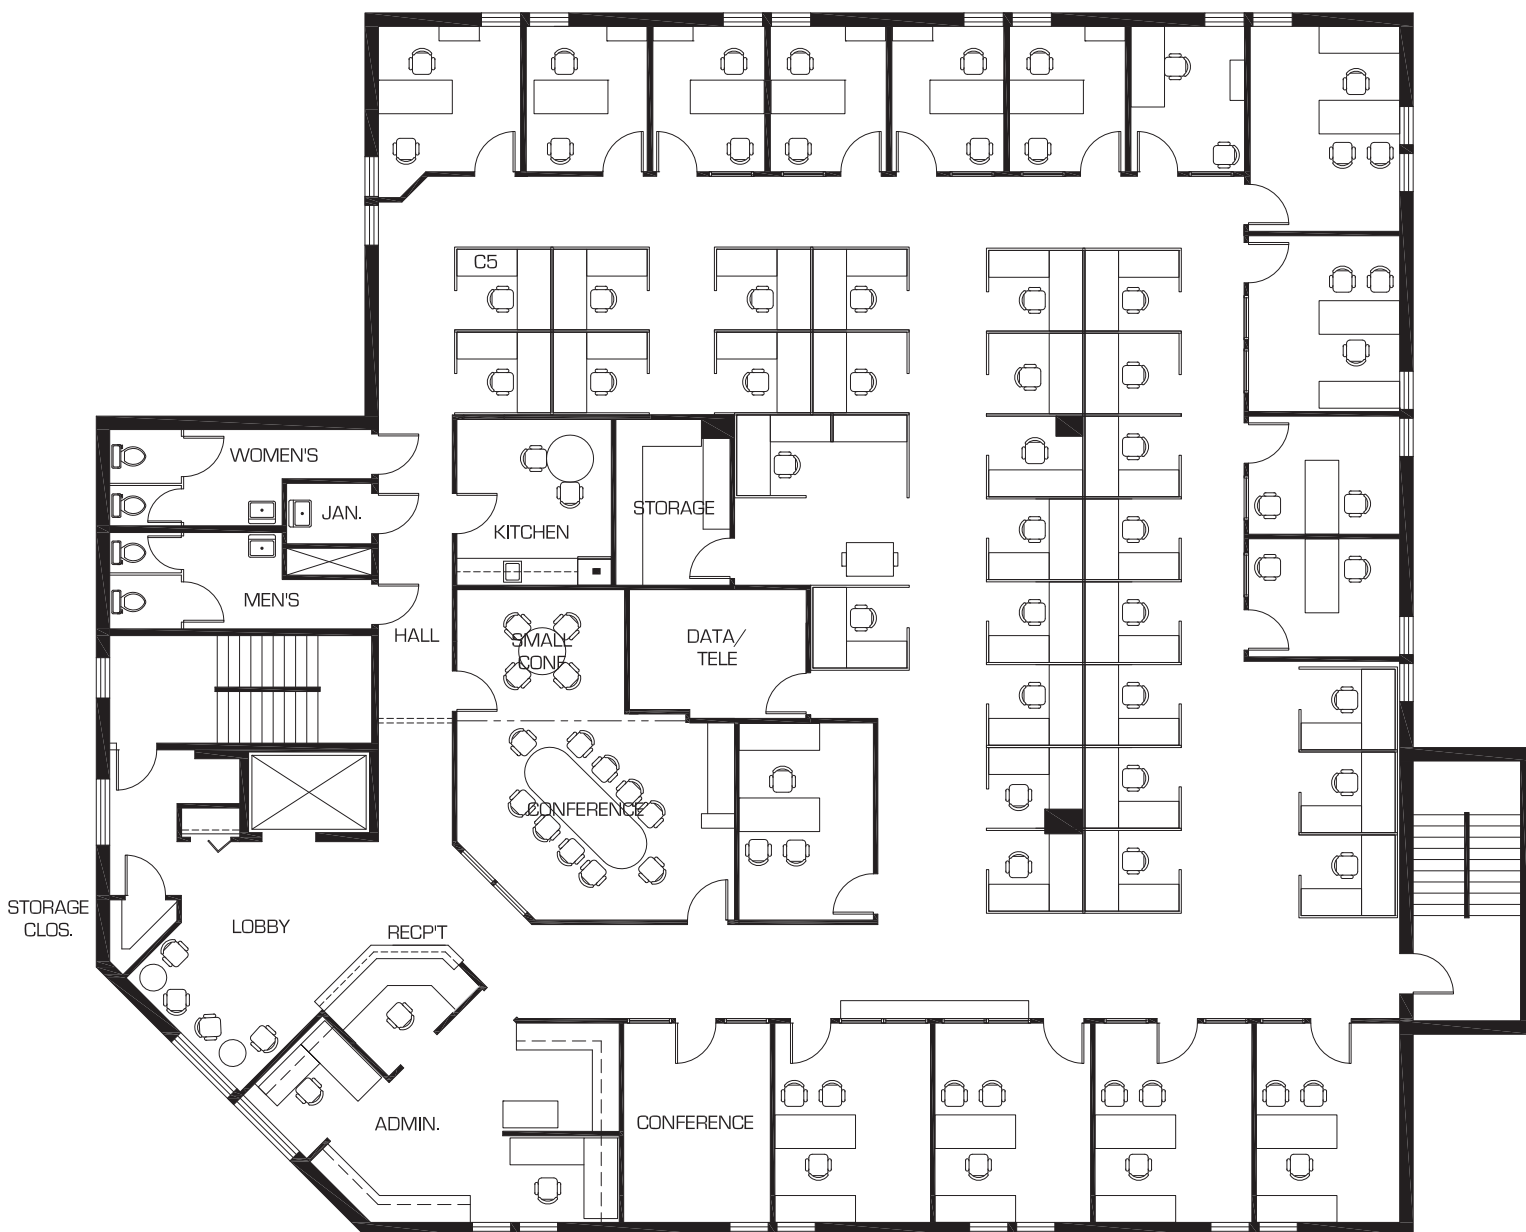 C5
WOMEN'S
JAN.
KITCHEN
STORAGE
MEN'S
HALL
SMALL
CONF.
DATA/
TELE
CONFERENCE
STORAGE
CLOS.
LOBBY
RECP'T
ADMIN.
CONFERENCE